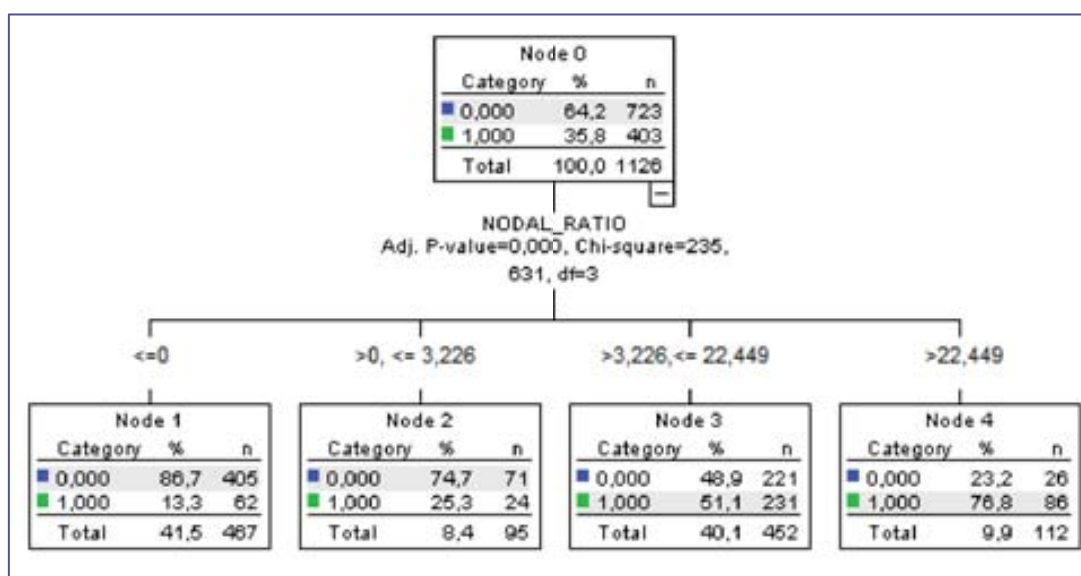 Node 0
Category % n
0,000 64,2 723
1,000 35,8 403
Total 100,0 1126
NODAL_RATIO
Adj. P-value=0,000, Chi-square=235,
631, df=3
<=0
>0, <= 3,226
>3,226,<= 22,449
>22,449
Node 1
Category % n
0,000 86,7 405
1,000 13,3 62
Total 41,5 467
Node 2
Category % n
0,000 74,7 71
1,000 25,3 24
Total 8,4 95
Node 3
Category % n
0,000 48,9 221
1,000 51,1 231
Total 40,1 452
Node 4
Category % n
0,000 23,2 26
1,000 76,8 86
Total 9,9 112